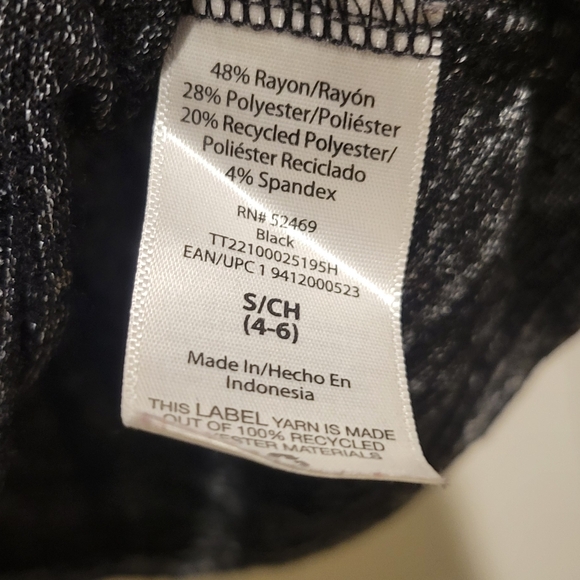 48% Rayon/Rayón
28% Polyester/Poliéster
20% Recycled Polyester/
Poliéster Reciclado
4% Spandex
RN# 52469
Black
TT22100025195H
EAN/UPC 1 9412000523
S/CH
(4-6)
Made In/Hecho En
Indonesia
THIS LABEL YARN IS MADE
OUT OF 100% RECYCLED
YESTER MATERIALS